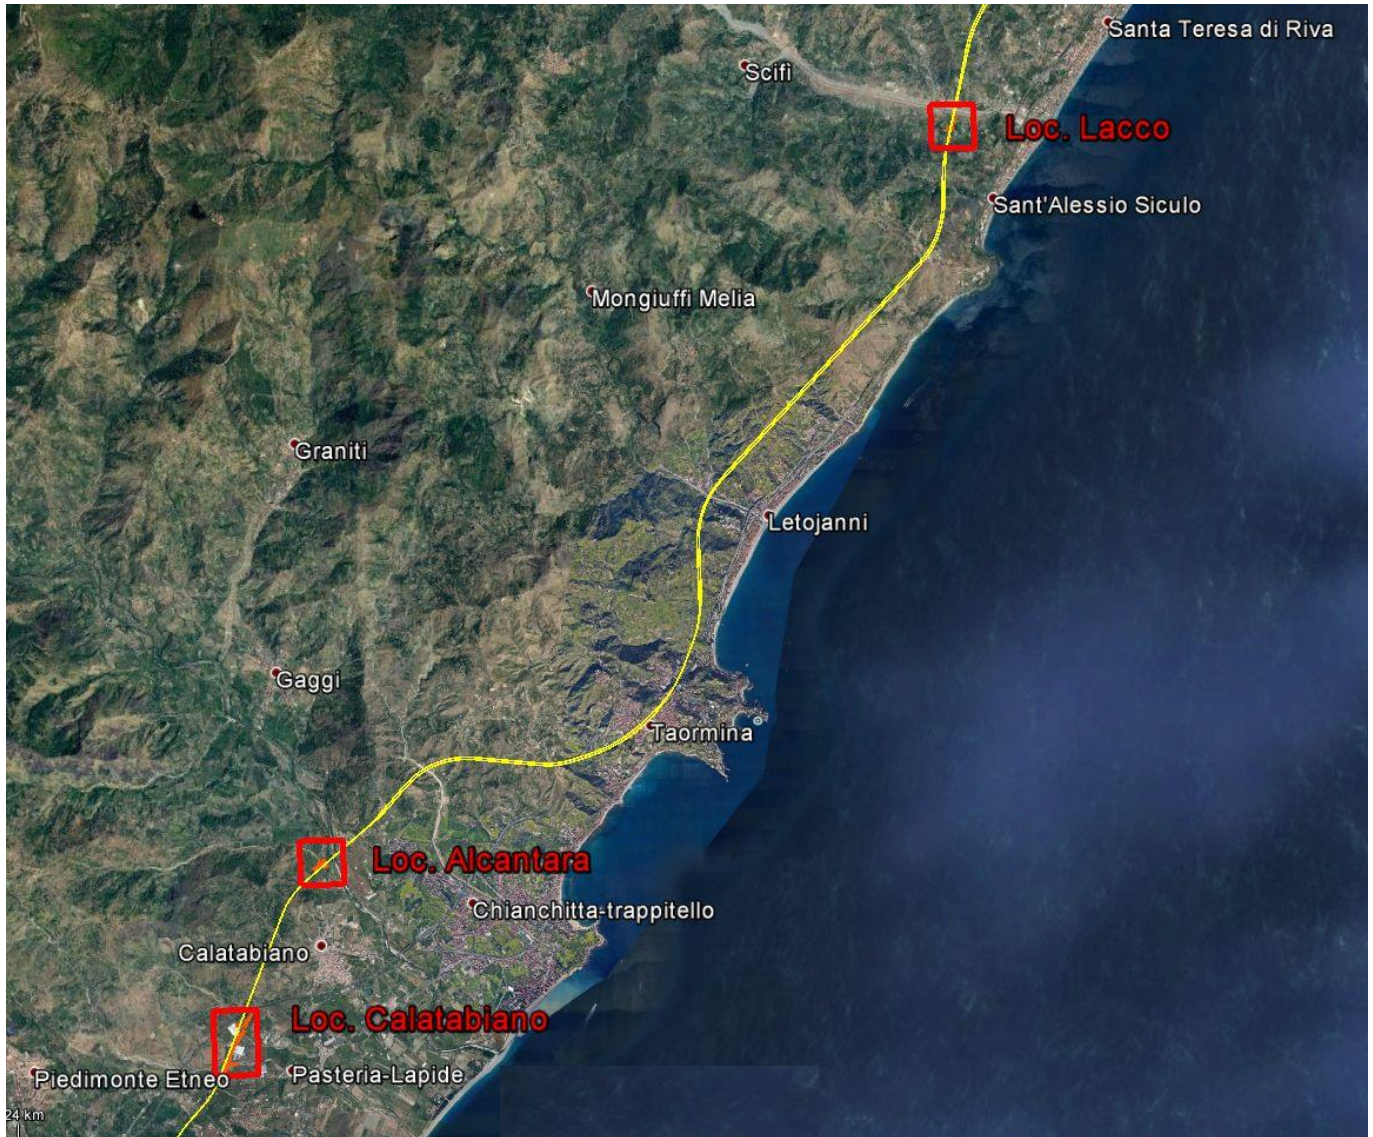 Santa Teresa di Riva
Scifì
Loc. Lacco
Sant'Alessio Siculo
Mongiuffi Melia
Graniti
Letojanni
Gaggi
Taormina
Loc. Alcantara
Chianchitta-trappitello
Calatabiano
Loc. Calatabiano
Pasteria-Lapide
Piedimonte Etneo
24 km